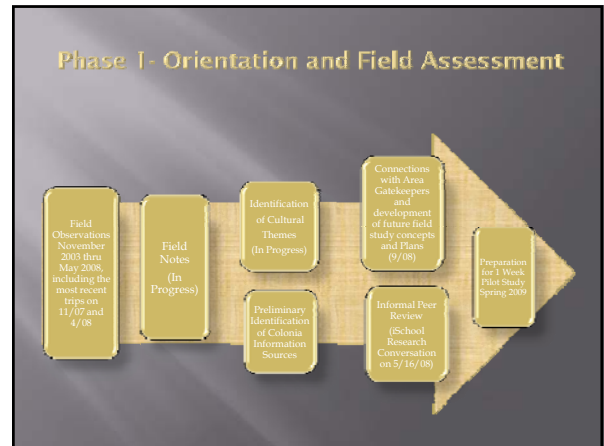 Phase I- Orientation and Field Assessment
Field
Observations
November
2003 thru
May 2008,
including the
most recent
trips on
11/07 and
4/08
Field
Notes
(In
Progress)
Identification
of Cultural
Themes
(In Progress)
Preliminary
Identification
of Colonia
Information
Sources
Connections
with Area
Gatekeepers
and
development
of future field
study concepts
and Plans
(9/08)
Informal Peer
Review
(iSchool
Research
Conversation
on 5/16/08)
Preparation
for 1 Week
Pilot Study
Spring 2009